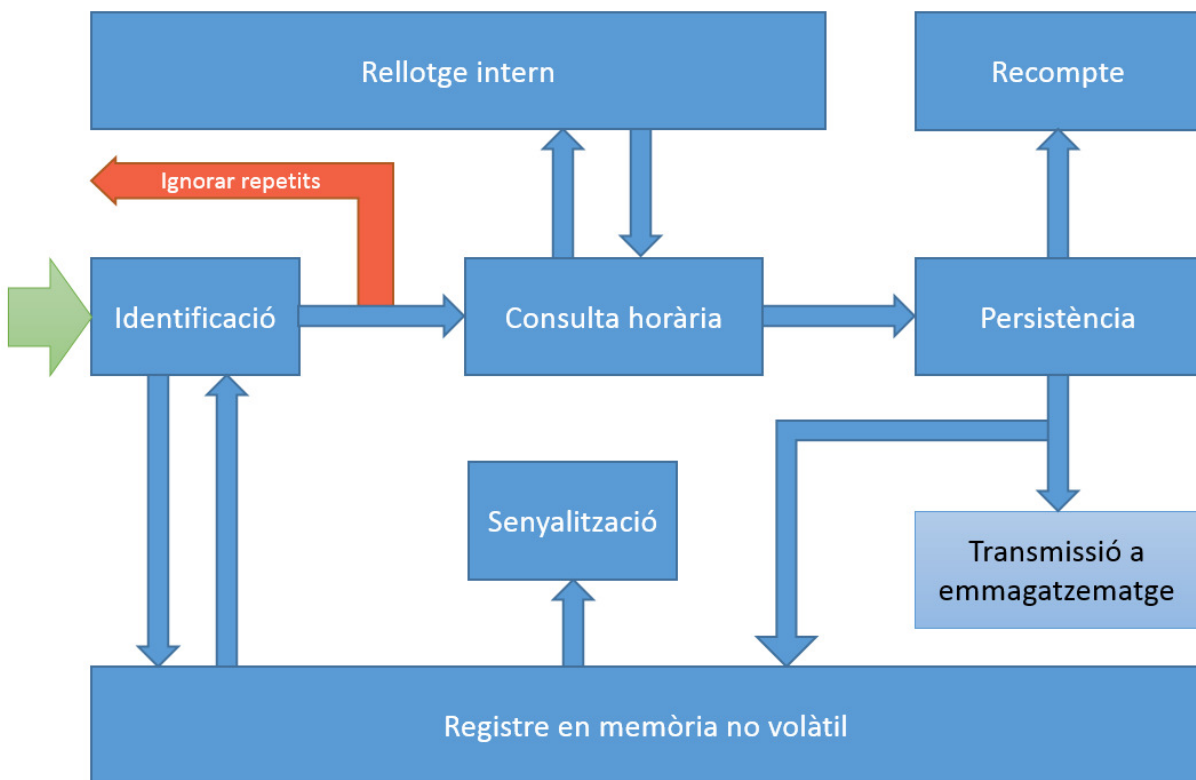 Rellotge intern
Recompte
Ignorar repetits
Identificació
Consulta horària
Persistència
Senyalització
Transmissió a
emmagatzematge
Registre en memòria no volàtil